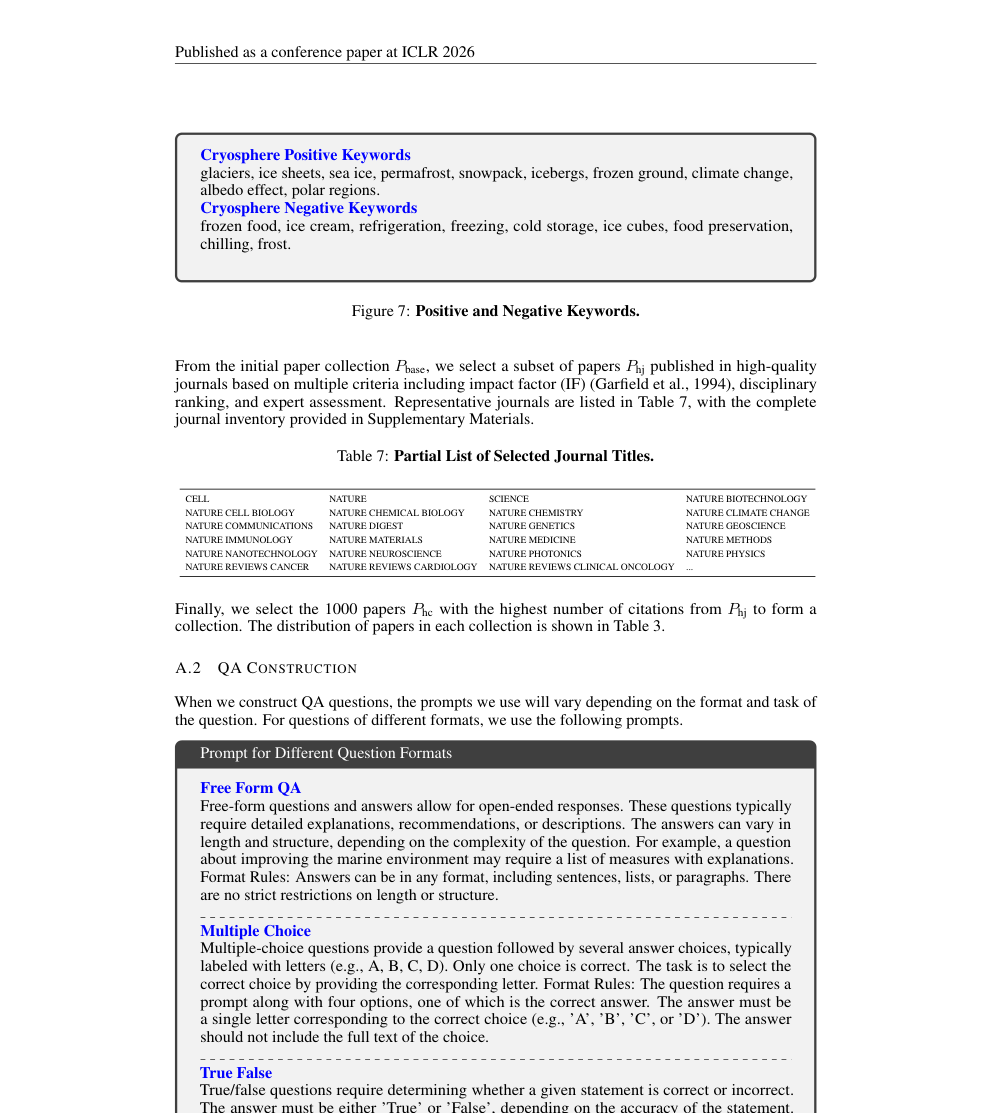 Published as a conference paper at ICLR 2026
Cryosphere Positive Keywords
glaciers, ice sheets, sea ice, permafrost, snowpack, icebergs, frozen ground, climate change,
albedo effect, polar regions.
Cryosphere Negative Keywords
frozen food, ice cream, refrigeration, freezing, cold storage, ice cubes, food preservation,
chilling, frost.
Figure 7: Positive and Negative Keywords.
From the initial paper collection P_base, we select a subset of papers P_hj published in high-quality
journals based on multiple criteria including impact factor (IF) (Garfield et al., 1994), disciplinary
ranking, and expert assessment. Representative journals are listed in Table 7, with the complete
journal inventory provided in Supplementary Materials.
Table 7: Partial List of Selected Journal Titles.
CELL NATURE SCIENCE NATURE BIOTECHNOLOGY
NATURE CELL BIOLOGY NATURE CHEMICAL BIOLOGY NATURE CHEMISTRY NATURE CLIMATE CHANGE
NATURE COMMUNICATIONS NATURE DIGEST NATURE GENETICS NATURE GEOSCIENCE
NATURE IMMUNOLOGY NATURE MATERIALS NATURE MEDICINE NATURE METHODS
NATURE NANOTECHNOLOGY NATURE NEUROSCIENCE NATURE PHOTONICS NATURE PHYSICS
NATURE REVIEWS CANCER NATURE REVIEWS CARDIOLOGY NATURE REVIEWS CLINICAL ONCOLOGY ...
Finally, we select the 1000 papers P_hc with the highest number of citations from P_hj to form a
collection. The distribution of papers in each collection is shown in Table 3.
A.2 QA CONSTRUCTION
When we construct QA questions, the prompts we use will vary depending on the format and task of
the question. For questions of different formats, we use the following prompts.
Prompt for Different Question Formats
Free Form QA
Free-form questions and answers allow for open-ended responses. These questions typically
require detailed explanations, recommendations, or descriptions. The answers can vary in
length and structure, depending on the complexity of the question. For example, a question
about improving the marine environment may require a list of measures with explanations.
Format Rules: Answers can be in any format, including sentences, lists, or paragraphs. There
are no strict restrictions on length or structure.
Multiple Choice
Multiple-choice questions provide a question followed by several answer choices, typically
labeled with letters (e.g., A, B, C, D). Only one choice is correct. The task is to select the
correct choice by providing the corresponding letter. Format Rules: The question requires a
prompt along with four options, one of which is the correct answer. The answer must be
a single letter corresponding to the correct choice (e.g., ’A’, ’B’, ’C’, or ’D’). The answer
should not include the full text of the choice.
True False
True/false questions require determining whether a given statement is correct or incorrect.
The answer must be either ’True’ or ’False’, depending on the accuracy of the statement.